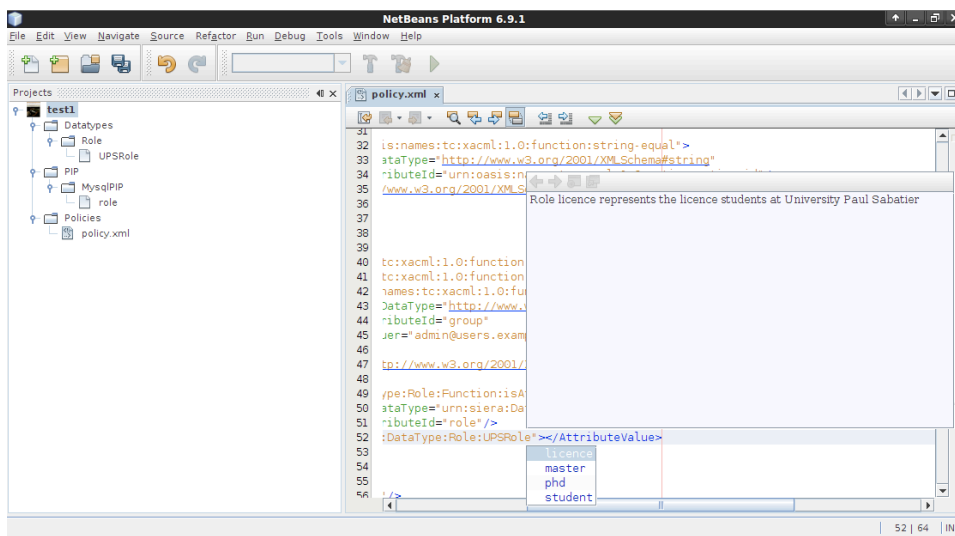 NetBeans Platform 6.9.1
File Edit View Navigate Source Refactor Run Debug Tools Window Help
Projects
policy.xml
test1
Datatypes
Role
UPSRole
PIP
MysqlPIP
role
Policies
policy.xml
31
32 is:names:tc:xacml:1.0:function:string-equal">
33 ataType="http://www.w3.org/2001/XMLSchema#string"
34 ributeId="urn:oasis:na
35 /www.w3.org/2001/XMLS
36
37
38
39
40 tc:xacml:1.0:function
41 tc:xacml:1.0:function
42 names:tc:xacml:1.0:fu
43 DataType="http://www.
44 ributeId="group"
45 uer="admin@users.exam
46
47 tp://www.w3.org/2001/
48
49 ype:Role:Function:isA
50 ataType="urn:siera:Da
51 ributeId="role"/>
52 :DataType:Role:UPSRole"></AttributeValue>
53
54
55
56 '/>
Role licence represents the licence students at University Paul Sabatier
licence
master
phd
student
52 | 64 IN